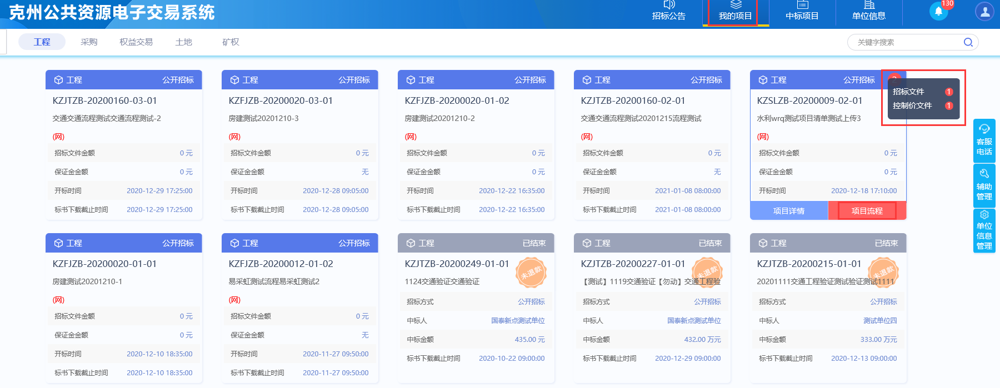 克州公共资源电子交易系统
招标公告 我的项目 中标项目 单位信息 130
工程 采购 权益交易 土地 矿权 关键字搜索
工程 公开招标
KZJTZB-20200160-03-01
交通交通流程测试交通流程测试-2
(网)
招标文件金额 0 元
保证金金额 0 元
开标时间 2020-12-29 17:25:00
标书下载截止时间 2020-12-29 17:25:00
工程 公开招标
KZFJZB-20200020-03-01
房建测试20201210-3
(网)
招标文件金额 0 元
保证金金额 无
开标时间 2020-12-28 09:05:00
标书下载截止时间 2020-12-28 09:05:00
工程 公开招标
KZFJZB-20200020-01-02
房建测试20201210-2
(网)
招标文件金额 0 元
保证金金额 0 元
开标时间 2020-12-22 16:35:00
标书下载截止时间 2020-12-22 16:35:00
工程 公开招标
KZJTZB-20200160-02-01
交通交通流程测试20201215流程测试
(网)
招标文件金额 0 元
保证金金额 无
开标时间 2021-01-08 08:00:00
标书下载截止时间 2021-01-08 08:00:00
工程 公开招标 2
KZSLZB-20200009-02-01
水利wrq测试项目清单测试上传3
(网)
招标文件金额 0 元
保证金金额 0 元
开标时间 2020-12-18 17:10:00
项目详情 项目流程
招标文件 1
控制价文件 1
客服
电话
辅助
管理
单位
信息
管理
工程 公开招标
KZFJZB-20200020-01-01
房建测试20201210-1
(网)
招标文件金额 0 元
保证金金额 0 元
开标时间 2020-12-10 18:35:00
标书下载截止时间 2020-12-10 18:35:00
工程 公开招标
KZFJZB-20200012-01-02
易采虹测试流程易采虹测试2
(网)
招标文件金额 0 元
保证金金额 无
开标时间 2020-11-27 09:50:00
标书下载截止时间 2020-11-27 09:50:00
工程 已结束
KZJTZB-20200249-01-01
未退款
1124交通验证交通验证
招标方式 公开招标
中标人 国泰新点测试单位
中标金额 435.00 元
标书下载截止时间 2020-10-22 09:00:00
工程 已结束
KZJTZB-20200227-01-01
未退款
【测试】1119交通验证【勿动】交通工程验
招标方式 公开招标
中标人 国泰新点测试单位
中标金额 432.00 万元
标书下载截止时间 2020-12-29 09:00:00
工程 已结束
KZJTZB-20200215-01-01
未退款
20201111交通工程验证测试验证测试1111
招标方式 公开招标
中标人 测试单位四
中标金额 333.00 万元
标书下载截止时间 2020-12-13 09:00:00